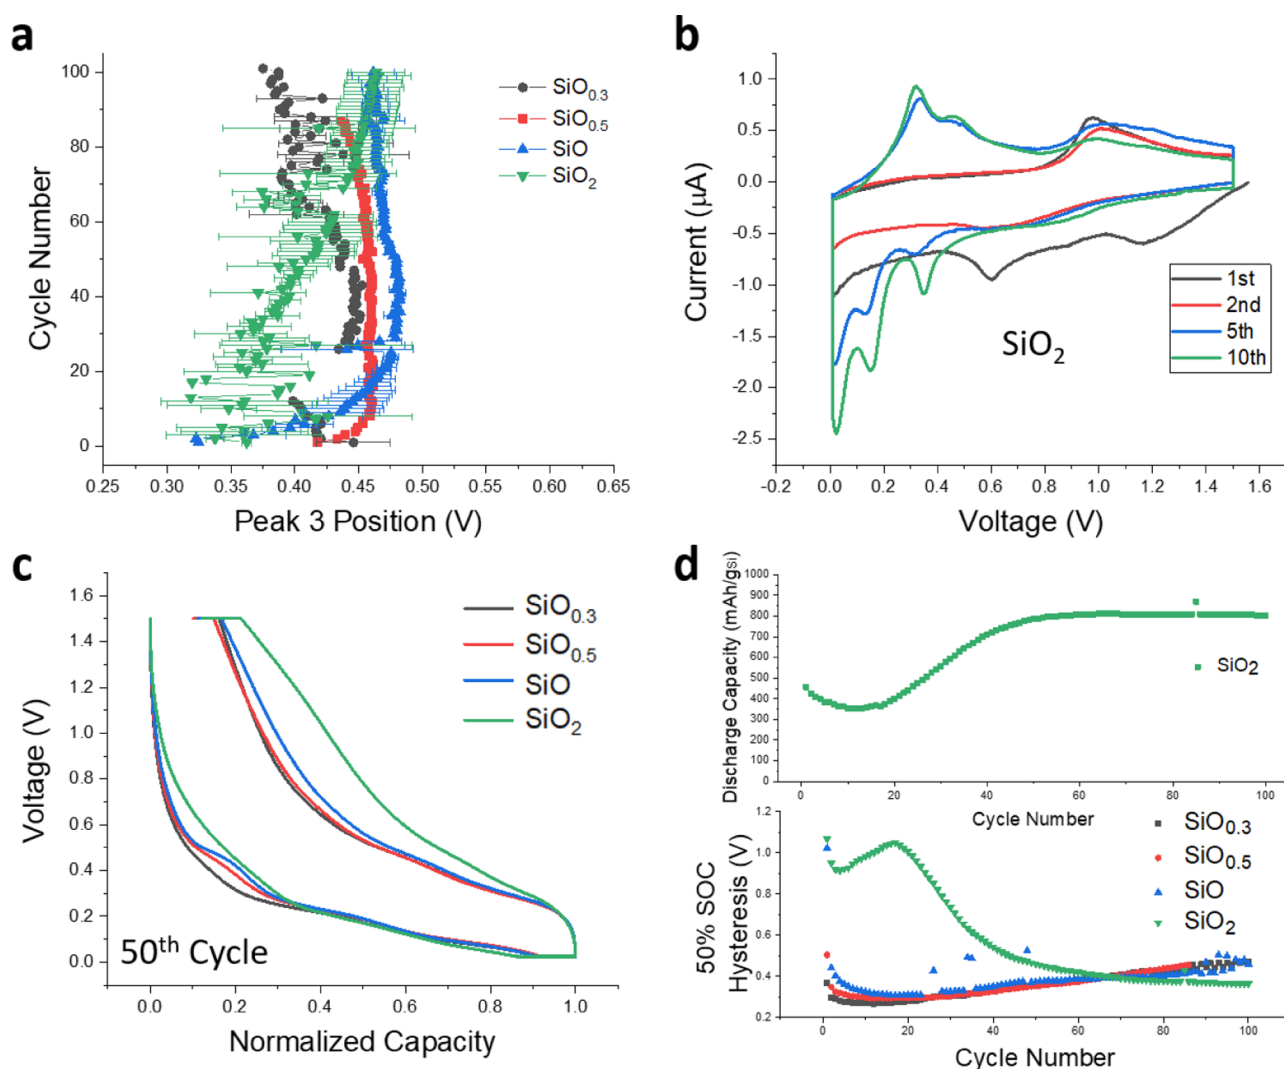 a
Cycle Number
100
80
60
40
20
0
0.25 0.30 0.35 0.40 0.45 0.50 0.55 0.60 0.65
Peak 3 Position (V)
SiO0.3
SiO0.5
SiO
SiO2
b
Current (µA)
1.0
0.5
0.0
-0.5
-1.0
-1.5
-2.0
-2.5
-0.2 0.0 0.2 0.4 0.6 0.8 1.0 1.2 1.4 1.6
Voltage (V)
SiO2
1st
2nd
5th
10th
c
Voltage (V)
1.6
1.4
1.2
1.0
0.8
0.6
0.4
0.2
0.0
0.0 0.2 0.4 0.6 0.8 1.0
Normalized Capacity
50th Cycle
SiO0.3
SiO0.5
SiO
SiO2
d
Discharge Capacity (mAh/gSi)
1000
900
800
700
600
500
400
300
200
100
0
0 20 40 60 80 100
Cycle Number
SiO2
50% SOC
Hysteresis (V)
1.2
1.0
0.8
0.6
0.4
0.2
0 20 40 60 80 100
Cycle Number
SiO0.3
SiO0.5
SiO
SiO2